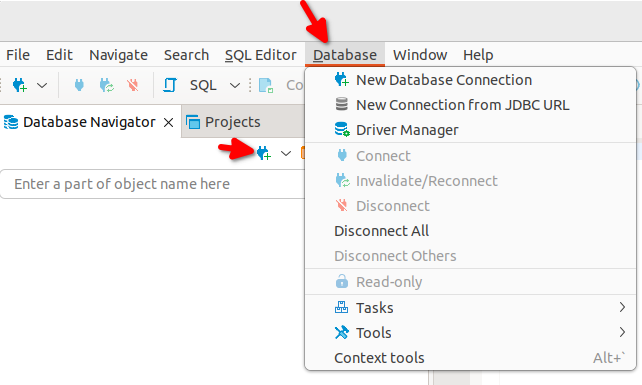 File Edit Navigate Search SQL Editor Database Window Help
SQL Co
Database Navigator Projects
Enter a part of object name here
New Database Connection
New Connection from JDBC URL
Driver Manager
Connect
Invalidate/Reconnect
Disconnect
Disconnect All
Disconnect Others
Read-only
Tasks
Tools
Context tools Alt+`